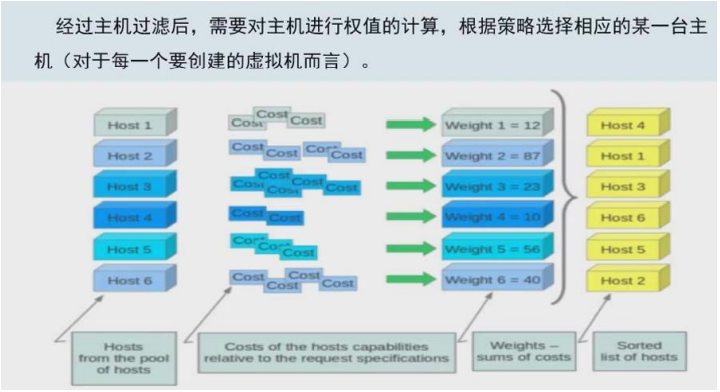 经过主机过滤后，需要对主机进行权值的计算，根据策略选择相应的某一台主
机（对于每一个要创建的虚拟机而言）。
Host 1
Cost Cost Cost
Weight 1 = 12
Host 4
Host 2
Cost Cost Cost Cost
Weight 2 = 87
Host 1
Host 3
Cost Cost Cost Cost Cost
Weight 3 = 23
Host 3
Host 4
Cost Cost
Weight 4 = 10
Host 6
Host 5
Cost Cost Cost
Weight 5 = 56
Host 5
Host 6
Cost Cost Cost Cost
Weight 6 = 40
Host 2
Hosts
from the pool
of hosts
Costs of the hosts capabilities
relative to the request specifications
Weights –
sums of costs
Sorted
list of hosts